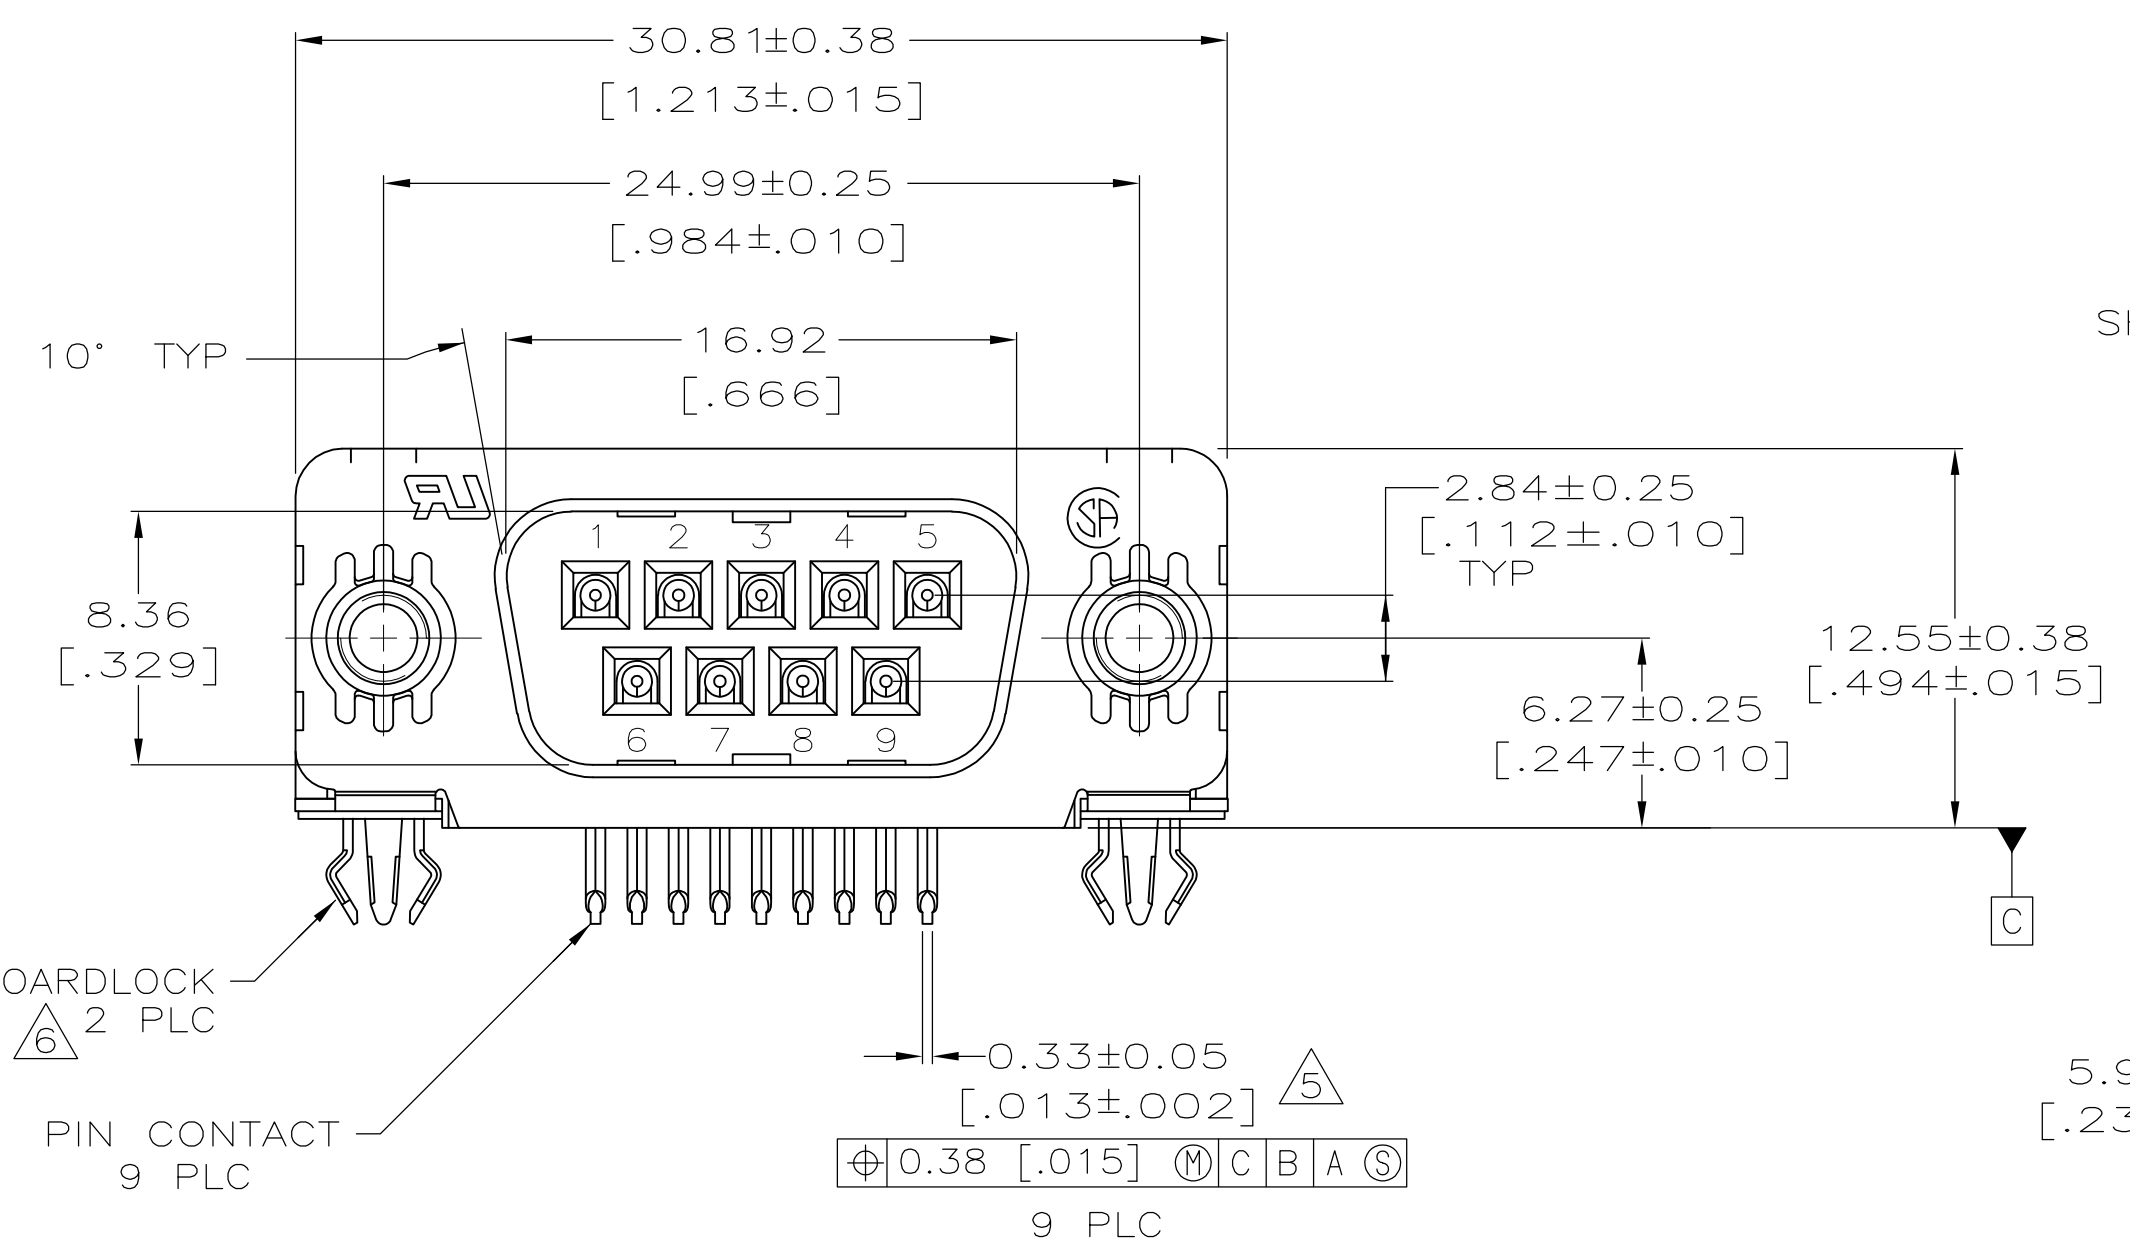 30.81±0.38
[1.213±.015]
24.99±0.25
[.984±.010]
10° TYP
16.92
[.666]
2.84±0.25
[.112±.010]
TYP
1 2 3 4 5
8.36
[.329]
12.55±0.38
[.494±.015]
6.27±0.25
[.247±.010]
6 7 8 9
C
OARDLOCK
6 2 PLC
0.33±0.05
[.013±.002]
5
PIN CONTACT
9 PLC
0.38 [.015] Ⓜ C B A Ⓢ
9 PLC